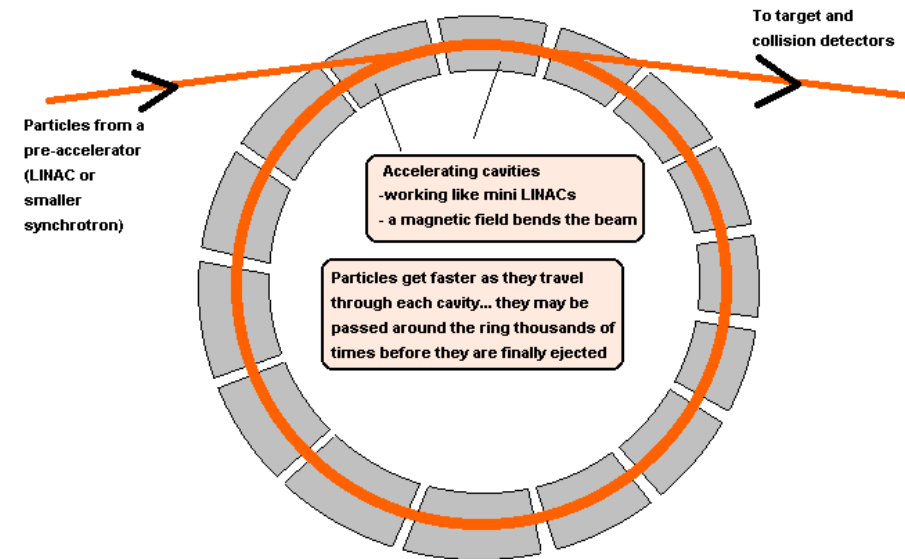 To target and
collision detectors
Particles from a
pre-accelerator
(LINAC or
smaller
synchrotron)
Accelerating cavities
-working like mini LINACs
- a magnetic field bends the beam
Particles get faster as they travel
through each cavity... they may be
passed around the ring thousands of
times before they are finally ejected